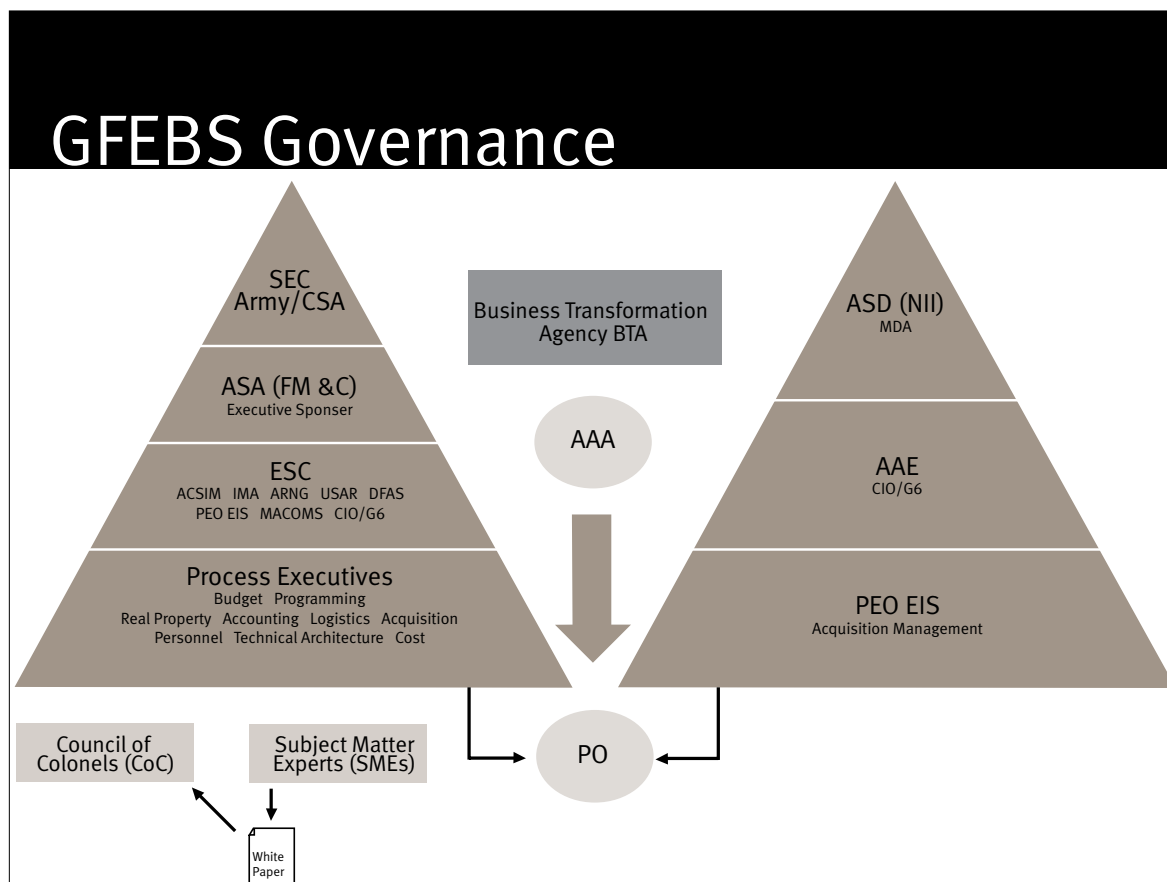 GFEBS Governance
SEC
Army/CSA
ASA (FM &C)
Executive Sponser
ESC
ACSIM IMA ARNG USAR DFAS
PEO EIS MACOMS CIO/G6
Process Executives
Budget Programming
Real Property Accounting Logistics Acquisition
Personnel Technical Architecture Cost
Business Transformation
Agency BTA
AAA
ASD (NII)
MDA
AAE
CIO/G6
PEO EIS
Acquisition Management
PO
Council of
Colonels (CoC)
Subject Matter
Experts (SMEs)
White
Paper